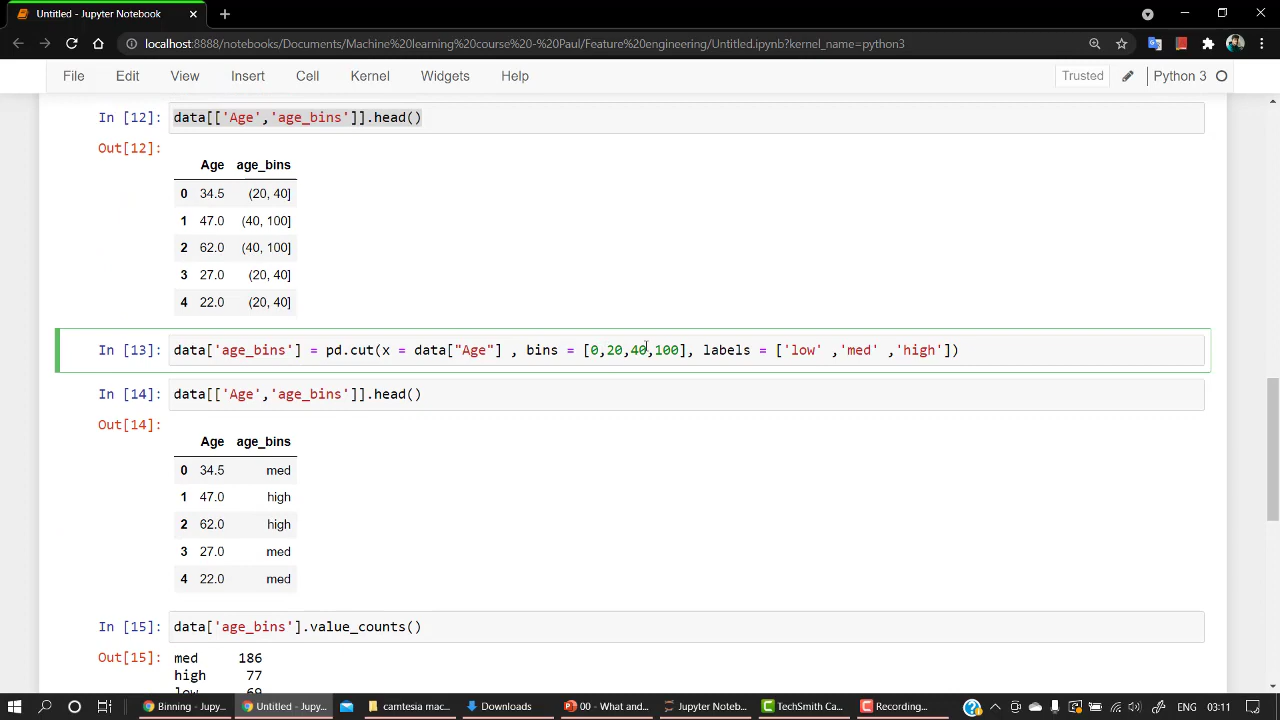 Untitled - Jupyter Notebook
localhost:8888/notebooks/Documents/Machine%20learning%20course%20-%20Paul/Feature%20engineering/Untitled.ipynb?kernel_name=python3
File Edit View Insert Cell Kernel Widgets Help Trusted Python 3
In [12] data[['Age','age_bins']].head()
Out[12]:
Age age_bins
0 34.5 (20, 40]
1 47.0 (40, 100]
2 62.0 (40, 100]
3 27.0 (20, 40]
4 22.0 (20, 40]
In [13] data['age_bins'] = pd.cut(x = data["Age"] , bins = [0,20,40,100], labels = ['low' ,'med' ,'high'])
In [14] data[['Age','age_bins']].head()
Out[14]:
Age age_bins
0 34.5 med
1 47.0 high
2 62.0 high
3 27.0 med
4 22.0 med
In [15] data['age_bins'].value_counts()
Out[15]: med 186
high 77
low 69
Binning - Jupyter... Untitled - Jupy... camtesia mac... Downloads 00 - What and... Jupyter Noteb... TechSmith Ca... Recording... ENG 03:11